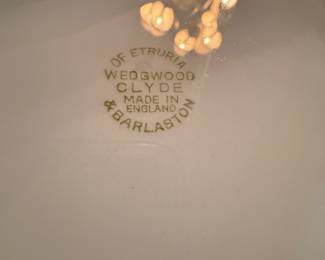 OF ETRURIA
WEDGWOOD
CLYDE
MADE IN
ENGLAND
& BARLASTON